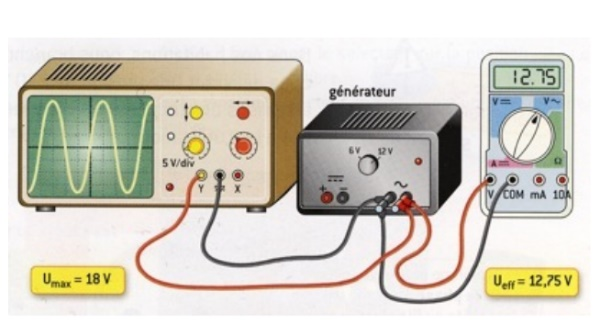 générateur
12.75
V⎓ V~
6 V 12 V
5 V/div
A⎓ Ω
Y X
+ −
V COM mA 10A
Umax = 18 V
Ueff = 12,75 V